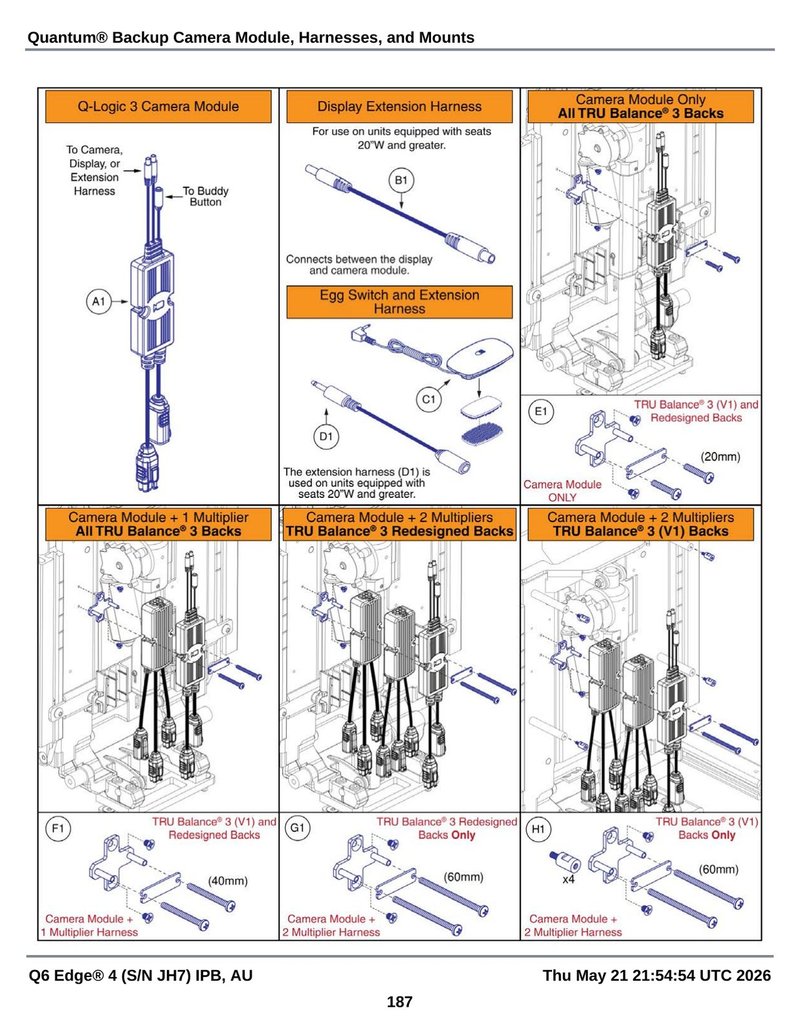 Quantum® Backup Camera Module, Harnesses, and Mounts
Q-Logic 3 Camera Module
To Camera,
Display, or
Extension
Harness
To Buddy
Button
A1
Display Extension Harness
For use on units equipped with seats
20"W and greater.
B1
Connects between the display
and camera module.
Egg Switch and Extension
Harness
C1
D1
The extension harness (D1) is
used on units equipped with
seats 20"W and greater.
Camera Module Only
All TRU Balance® 3 Backs
E1
TRU Balance® 3 (V1) and
Redesigned Backs
(20mm)
Camera Module
ONLY
Camera Module + 1 Multiplier
All TRU Balance® 3 Backs
F1
TRU Balance® 3 (V1) and
Redesigned Backs
(40mm)
Camera Module +
1 Multiplier Harness
Camera Module + 2 Multipliers
TRU Balance® 3 Redesigned Backs
G1
TRU Balance® 3 Redesigned
Backs Only
(60mm)
Camera Module +
2 Multiplier Harness
Camera Module + 2 Multipliers
TRU Balance® 3 (V1) Backs
H1
TRU Balance® 3 (V1)
Backs Only
x4
(60mm)
Camera Module +
2 Multiplier Harness
Q6 Edge® 4 (S/N JH7) IPB, AU
Thu May 21 21:54:54 UTC 2026
187